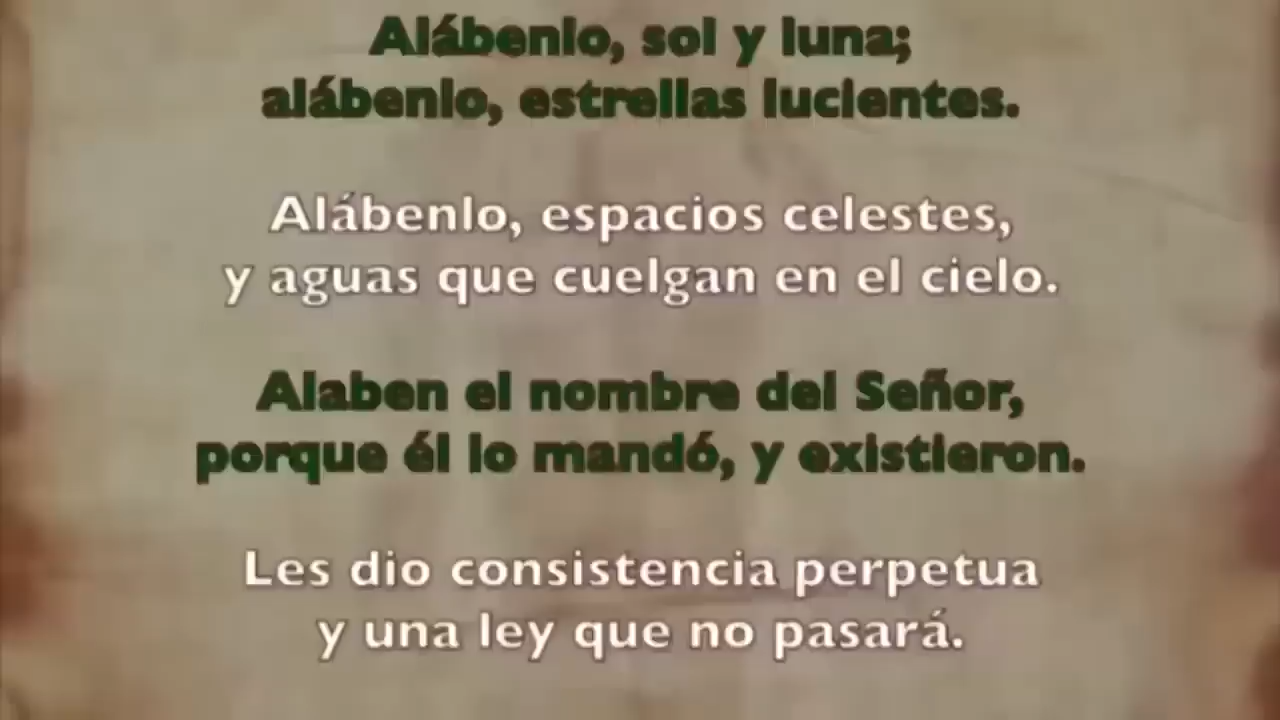 Alábenlo, sol y luna;
alábenlo, estrellas lucientes.
Alábenlo, espacios celestes,
y aguas que cuelgan en el cielo.
Alaben el nombre del Señor,
porque él lo mandó, y existieron.
Les dio consistencia perpetua
y una ley que no pasará.